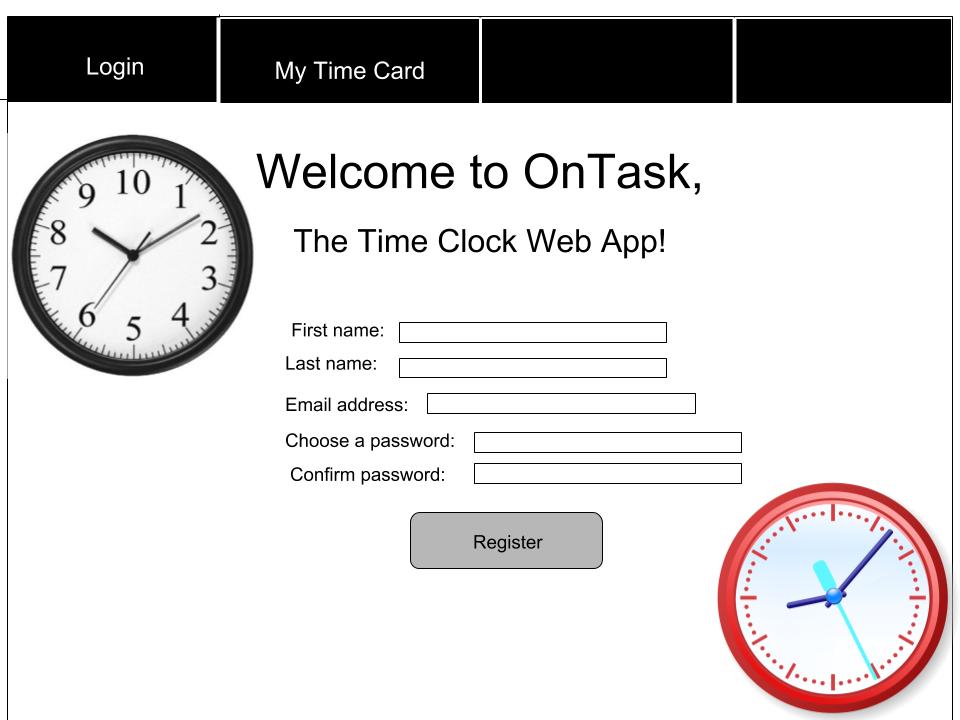 Login
My Time Card
Welcome to OnTask,
The Time Clock Web App!
10
9
1
8
2
7
3
6
4
5
First name:
Last name:
Email address:
Choose a password:
Confirm password:
Register